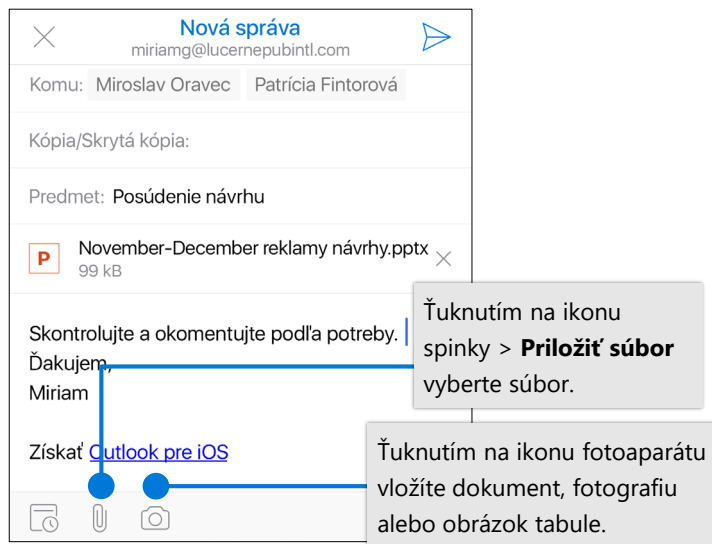 Nová správa
miriamg@lucernepubintl.com
Komu: Miroslav Oravec Patrícia Fintorová
Kópia/Skrytá kópia:
Predmet: Posúdenie návrhu
P
November-December reklamy návrhy.pptx
99 kB
Skontrolujte a okomentujte podľa potreby.
Ďakujem,
Miriam
Získať Outlook pre iOS
Ťuknutím na ikonu
spinky > Priložiť súbor
vyberte súbor.
Ťuknutím na ikonu fotoaparátu
vložíte dokument, fotografiu
alebo obrázok tabule.